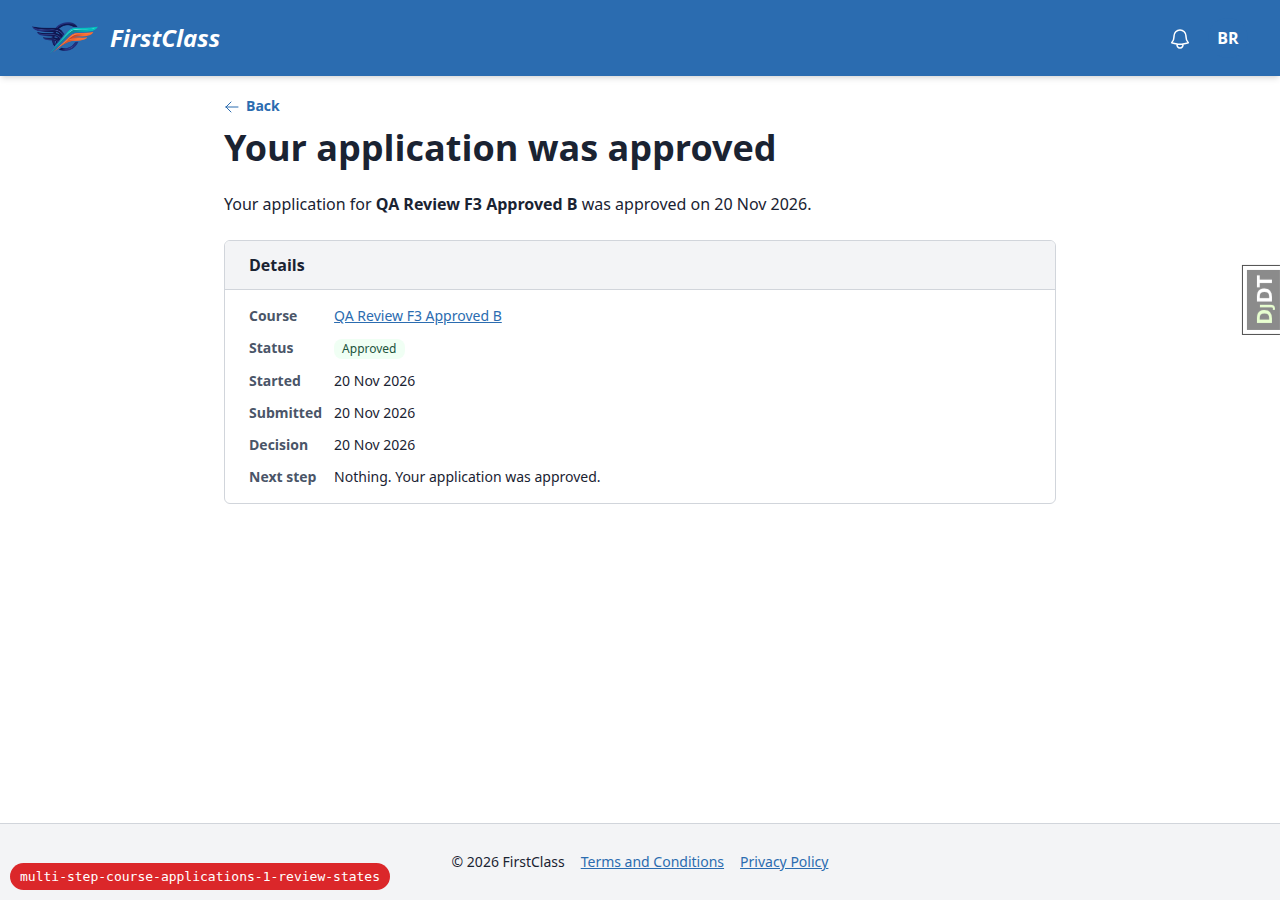 FirstClass
BR
Back
Your application was approved
Your application for QA Review F3 Approved B was approved on 20 Nov 2026.
Details
Course QA Review F3 Approved B
Status Approved
Started 20 Nov 2026
Submitted 20 Nov 2026
Decision 20 Nov 2026
Next step Nothing. Your application was approved.
DJDT
© 2026 FirstClass Terms and Conditions Privacy Policy
multi-step-course-applications-1-review-states